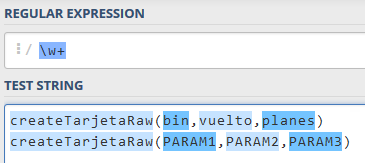 REGULAR EXPRESSION
/ \w+
TEST STRING
createTarjetaRaw(bin,vuelto,planes)
createTarjetaRaw(PARAM1,PARAM2,PARAM3)